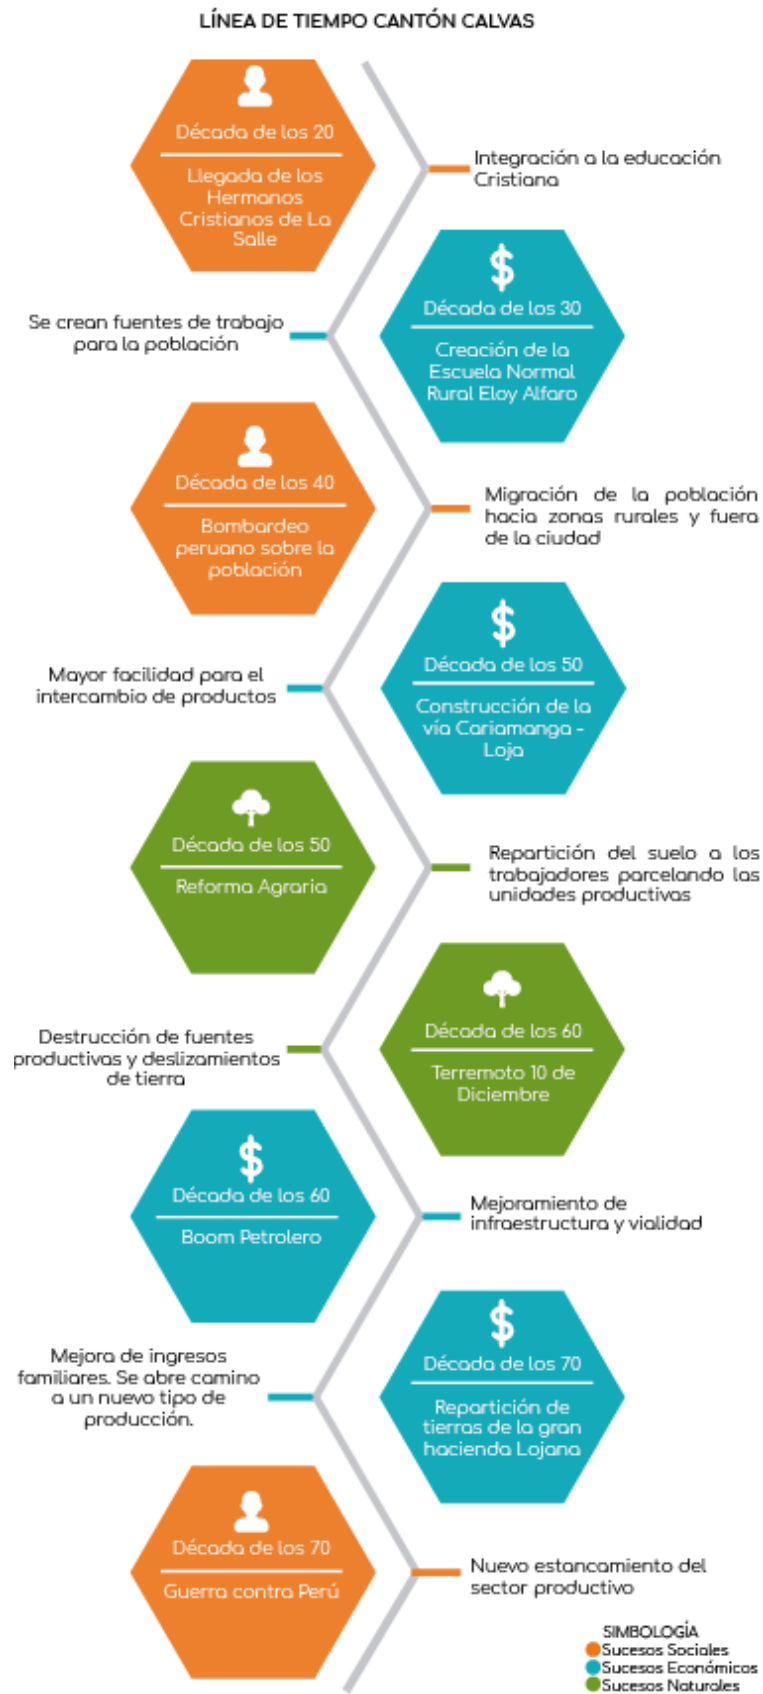 LÍNEA DE TIEMPO CANTÓN CALVAS
Década de los 20
Llegada de los
Hermanos
Cristianos de La
Salle
Integración a la educación
Cristiana
Década de los 30
Creación de la
Escuela Normal
Rural Eloy Alfaro
Se crean fuentes de trabajo
para la población
Década de los 40
Bombardeo
peruano sobre la
población
Migración de la población
hacia zonas rurales y fuera
de la ciudad
Década de los 50
Construcción de la
vía Cariamanga -
Loja
Mayor facilidad para el
intercambio de productos
Década de los 50
Reforma Agraria
Repartición del suelo a los
trabajadores parcelando las
unidades productivas
Década de los 60
Terremoto 10 de
Diciembre
Destrucción de fuentes
productivas y deslizamientos
de tierra
Década de los 60
Boom Petrolero
Mejoramiento de
infraestructura y vialidad
Década de los 70
Repartición de
tierras de la gran
hacienda Lojana
Mejora de ingresos
familiares. Se abre camino
a un nuevo tipo de
producción.
Década de los 70
Guerra contra Perú
Nuevo estancamiento del
sector productivo
SIMBOLOGÍA
Sucesos Sociales
Sucesos Económicos
Sucesos Naturales